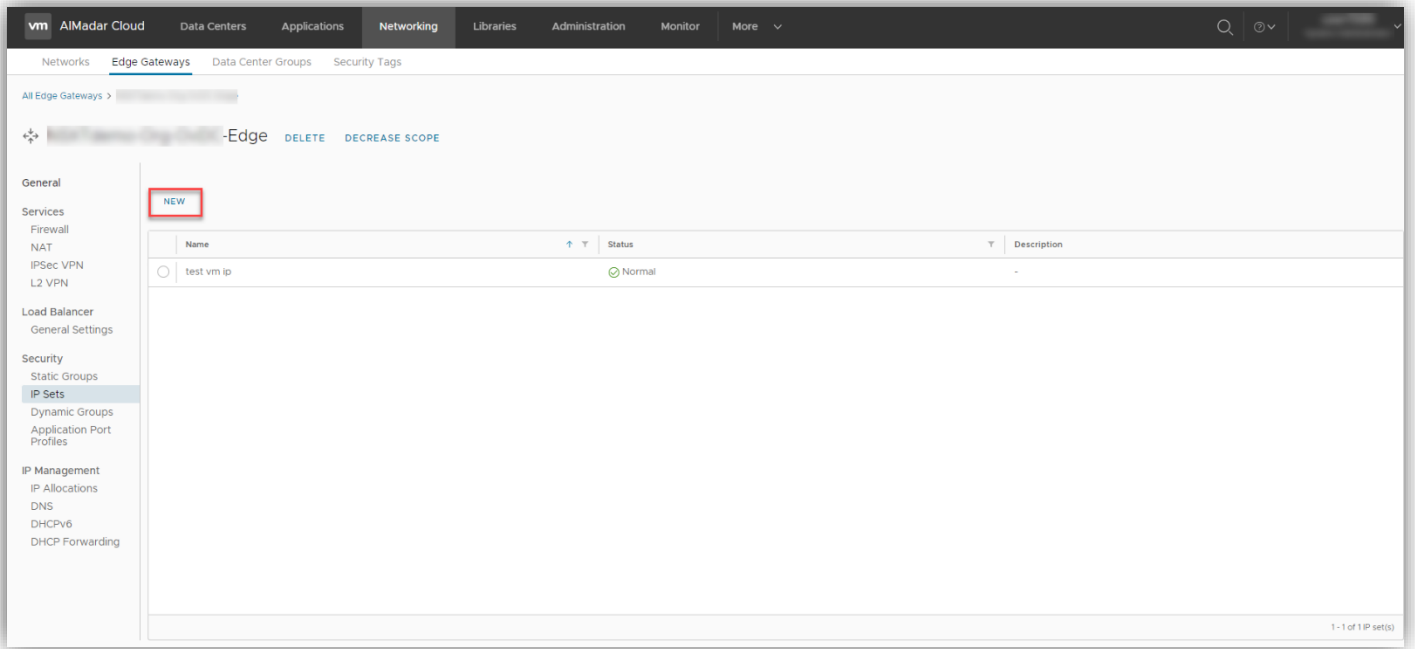 vm AlMadar Cloud Data Centers Applications Networking Libraries Administration Monitor More
Networks Edge Gateways Data Center Groups Security Tags
All Edge Gateways >
-Edge DELETE DECREASE SCOPE
General
NEW
Services
Firewall
NAT
IPSec VPN
L2 VPN
Load Balancer
General Settings
Security
Static Groups
IP Sets
Dynamic Groups
Application Port
Profiles
IP Management
IP Allocations
DNS
DHCPv6
DHCP Forwarding
Name Status Description
test vm ip Normal -
1 - 1 of 1 IP set(s)